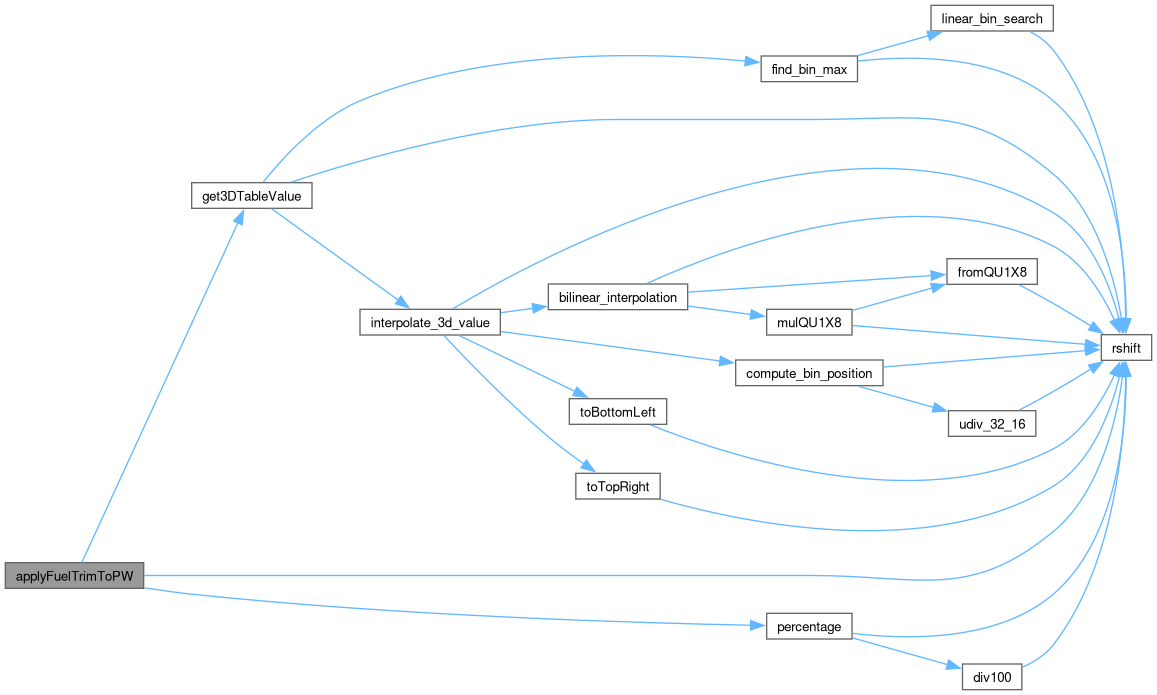 linear_bin_search
find_bin_max
get3DTableValue
fromQU1X8
bilinear_interpolation
mulQU1X8
interpolate_3d_value
rshift
compute_bin_position
toBottomLeft
udiv_32_16
toTopRight
applyFuelTrimToPW
percentage
div100